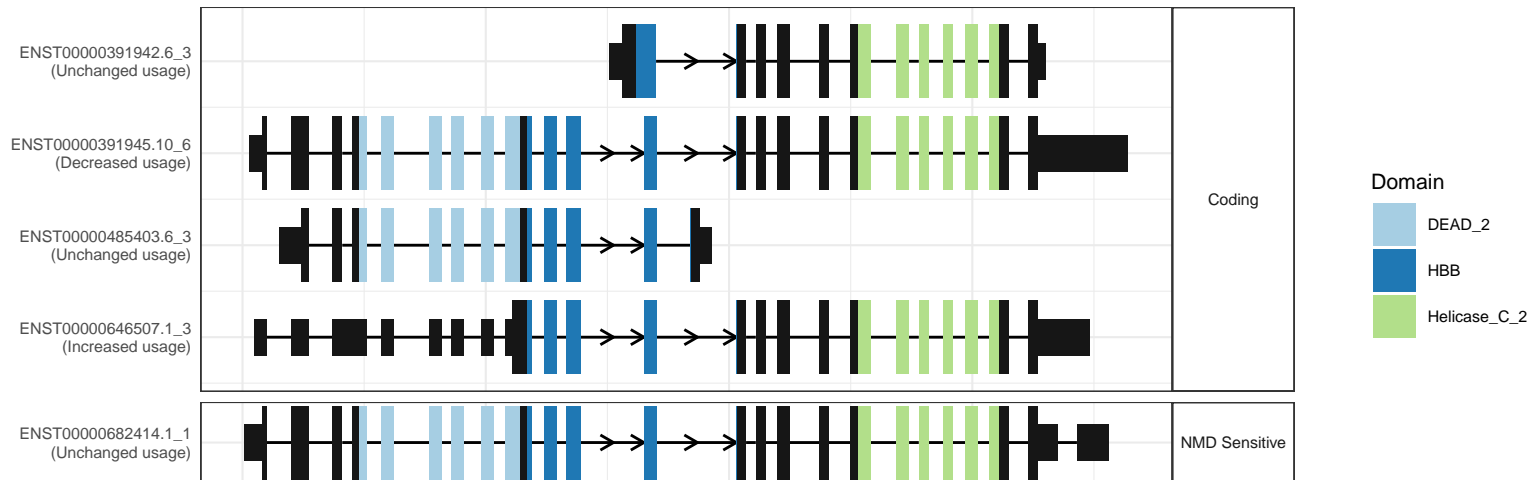 ENST00000391942.6_3
(Unchanged usage)
ENST00000391945.10_6
(Decreased usage)
ENST00000485403.6_3
(Unchanged usage)
ENST00000646507.1_3
(Increased usage)
Coding
ENST00000682414.1_1
(Unchanged usage)
NMD Sensitive
Domain
DEAD_2
HBB
Helicase_C_2